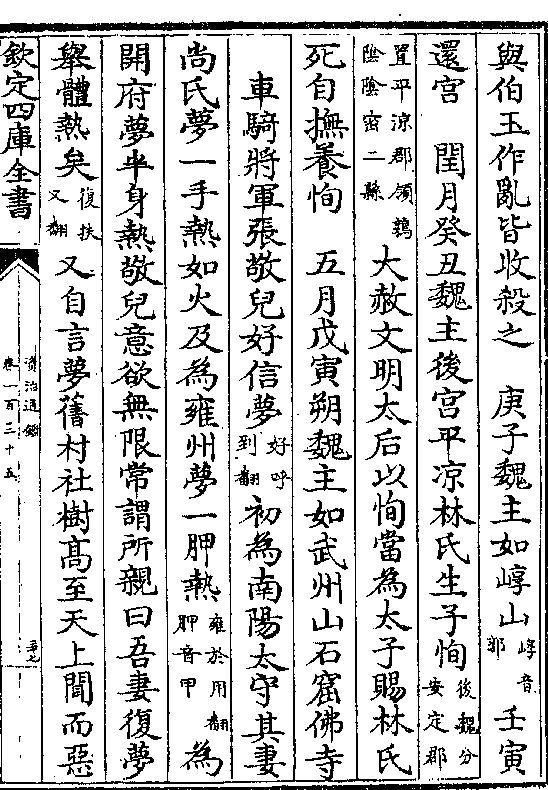 與伯玉作亂皆收殺之　庚子魏主如崞山崞音郭　壬寅
還宮　閏月癸丑魏主後宮平涼林氏生子恂後魏分安定郡
置平涼郡領鶉陰陰密二縣大赦文明太后以恂當為太子賜林氏
死自撫養恂　五月戊寅朔魏主如武州山石窟佛寺
車騎將軍張敬兒好信夢好呼到翻初為南陽太守其妻
尚氏夢一手熱如火及為雍州夢一胛熱雍於用翻胛音甲為
開府夢半身熱敬兒意欲無限常謂所親曰吾妻復夢
舉體熱矣復扶又翻又自言夢舊村社樹髙至天上聞而惡
欽定四庫全書
資治通鑑
卷一百三十五